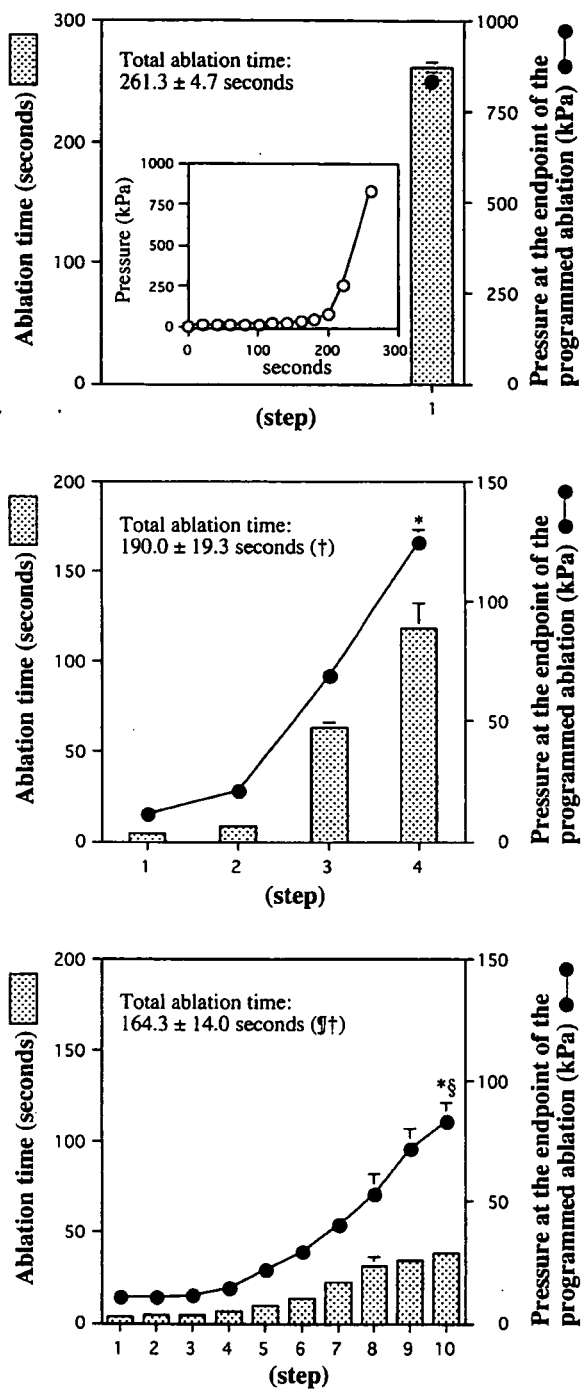 Ablation time (seconds)
300
200
100
0
Total ablation time:
261.3 ± 4.7 seconds
Pressure (kPa)
1000
750
500
250
0
0
100
200
300
seconds
1
(step)
1000
750
500
250
0
Pressure at the endpoint of the
programmed ablation (kPa)
Ablation time (seconds)
200
150
100
50
0
Total ablation time:
190.0 ± 19.3 seconds (†)
*
1
2
3
4
(step)
150
100
50
0
Pressure at the endpoint of the
programmed ablation (kPa)
Ablation time (seconds)
200
150
100
50
0
Total ablation time:
164.3 ± 14.0 seconds (¶†)
*§
1
2
3
4
5
6
7
8
9
10
(step)
150
100
50
0
Pressure at the endpoint of the
programmed ablation (kPa)